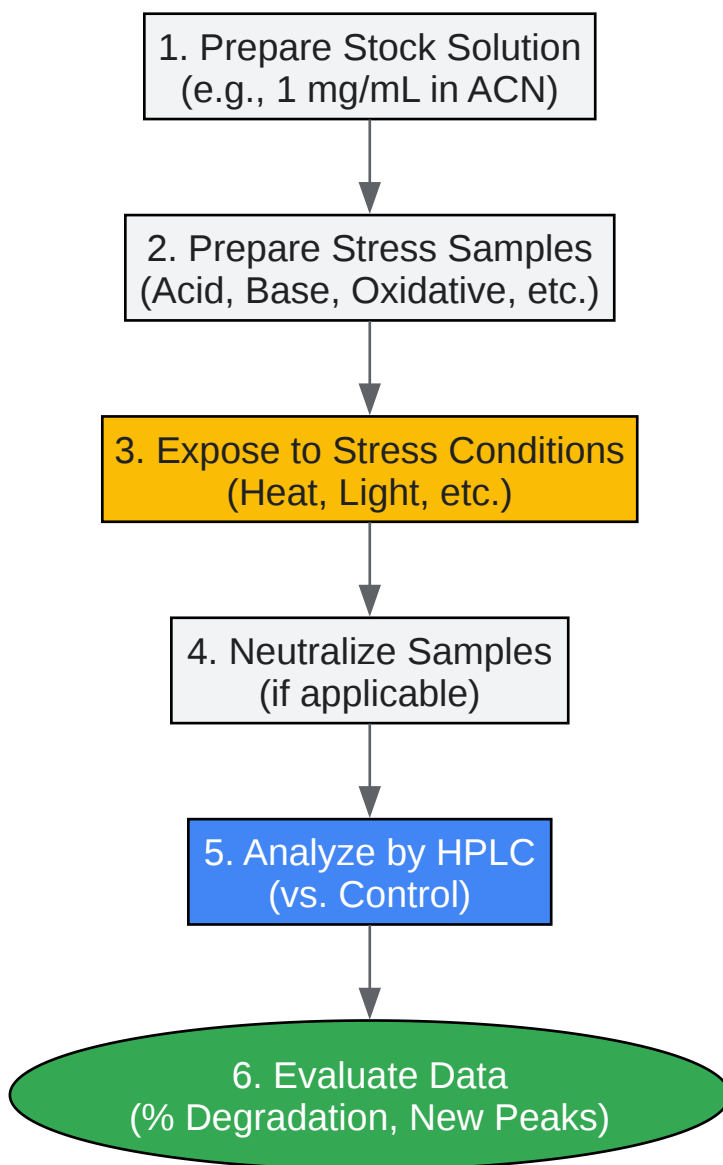 1. Prepare Stock Solution
(e.g., 1 mg/mL in ACN)
2. Prepare Stress Samples
(Acid, Base, Oxidative, etc.)
3. Expose to Stress Conditions
(Heat, Light, etc.)
4. Neutralize Samples
(if applicable)
5. Analyze by HPLC
(vs. Control)
6. Evaluate Data
(% Degradation, New Peaks)